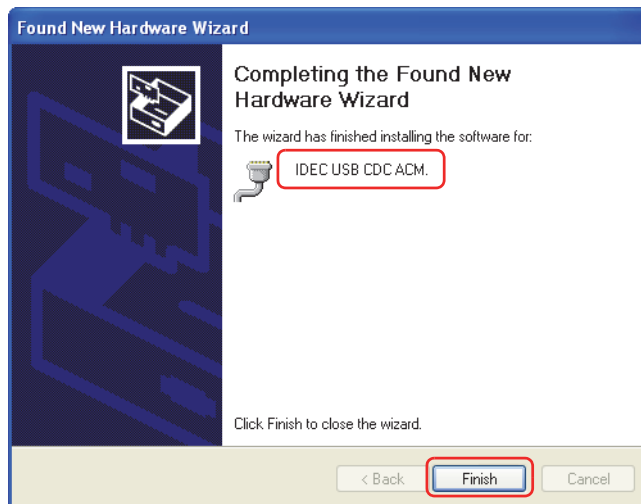 Found New Hardware Wizard
Completing the Found New
Hardware Wizard
The wizard has finished installing the software for:
IDEC USB CDC ACM.
Click Finish to close the wizard.
< Back
Finish
Cancel